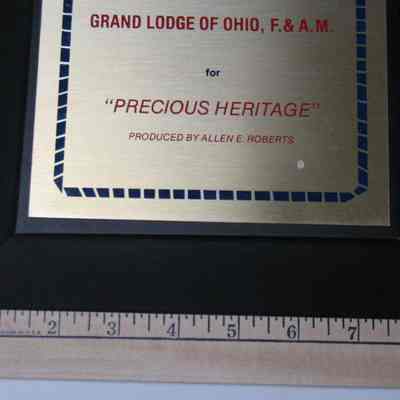 GRAND LODGE OF OHIO, F. & A.M.
for
"PRECIOUS HERITAGE"
PRODUCED BY ALLEN E. ROBERTS
2 3 4 5 6 7